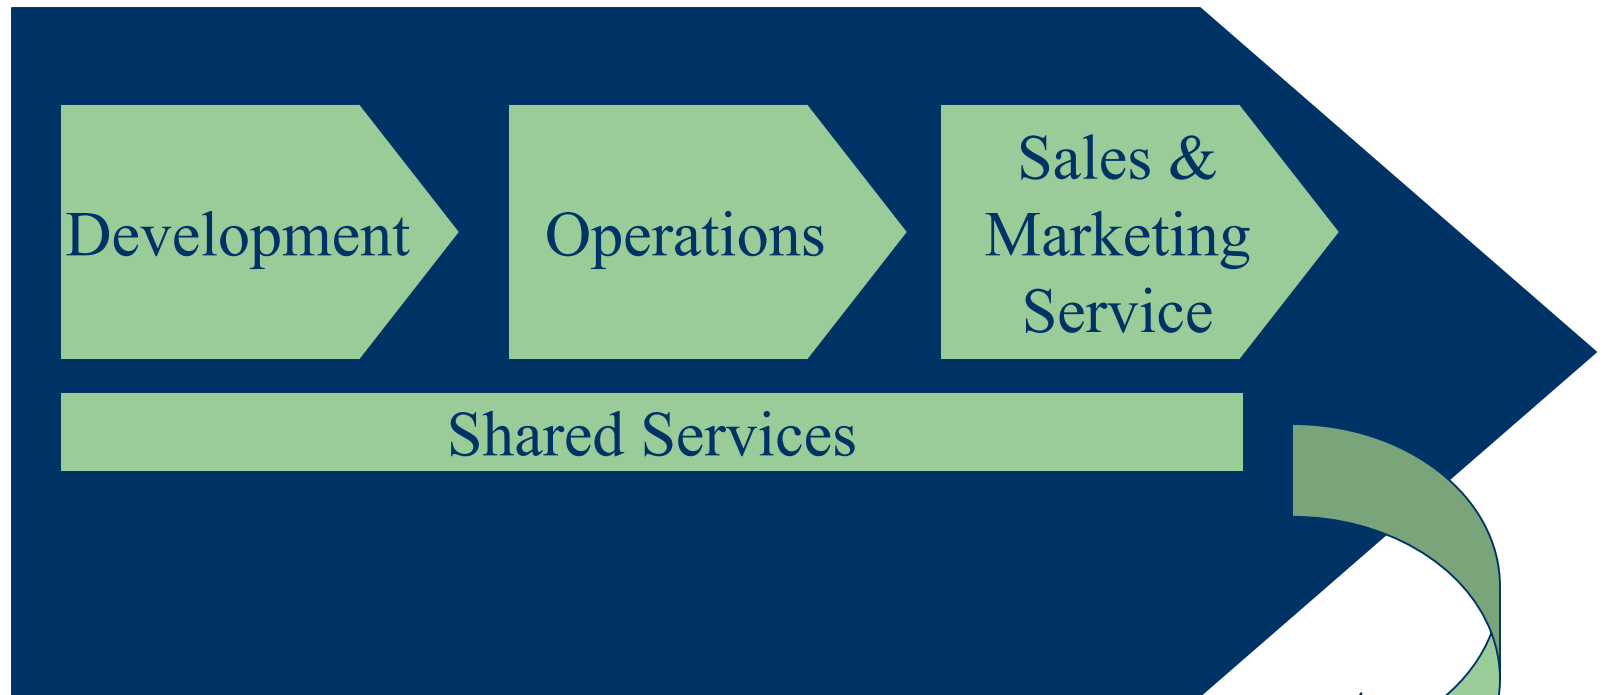 Development
Operations
Sales &
Marketing
Service
Shared Services